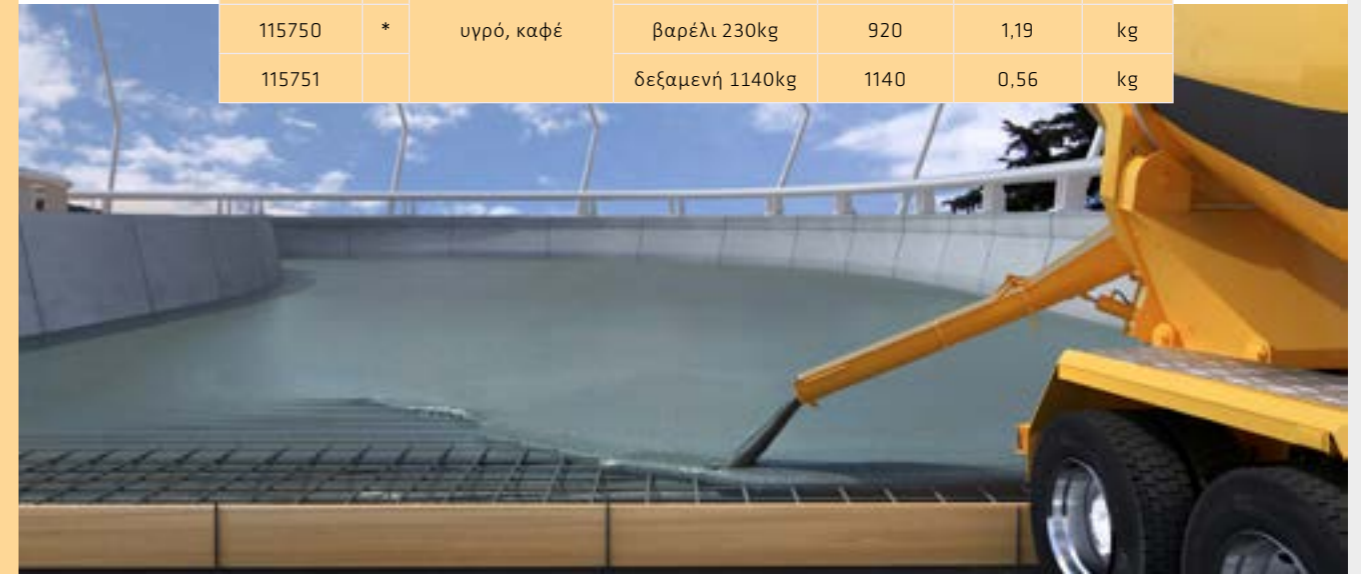 115750 * υγρό, καφέ βαρέλι 230kg 920 1,19 kg
115751 δεξαμενή 1140kg 1140 0,56 kg